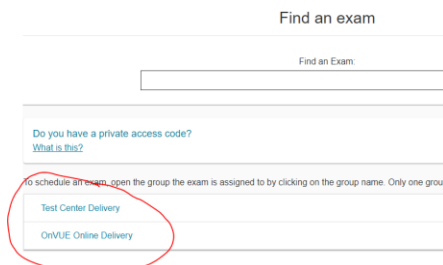 Find an exam
Find an Exam:
Do you have a private access code?
What is this?
To schedule an exam, open the group the exam is assigned to by clicking on the group name. Only one grou
Test Center Delivery
OnVUE Online Delivery